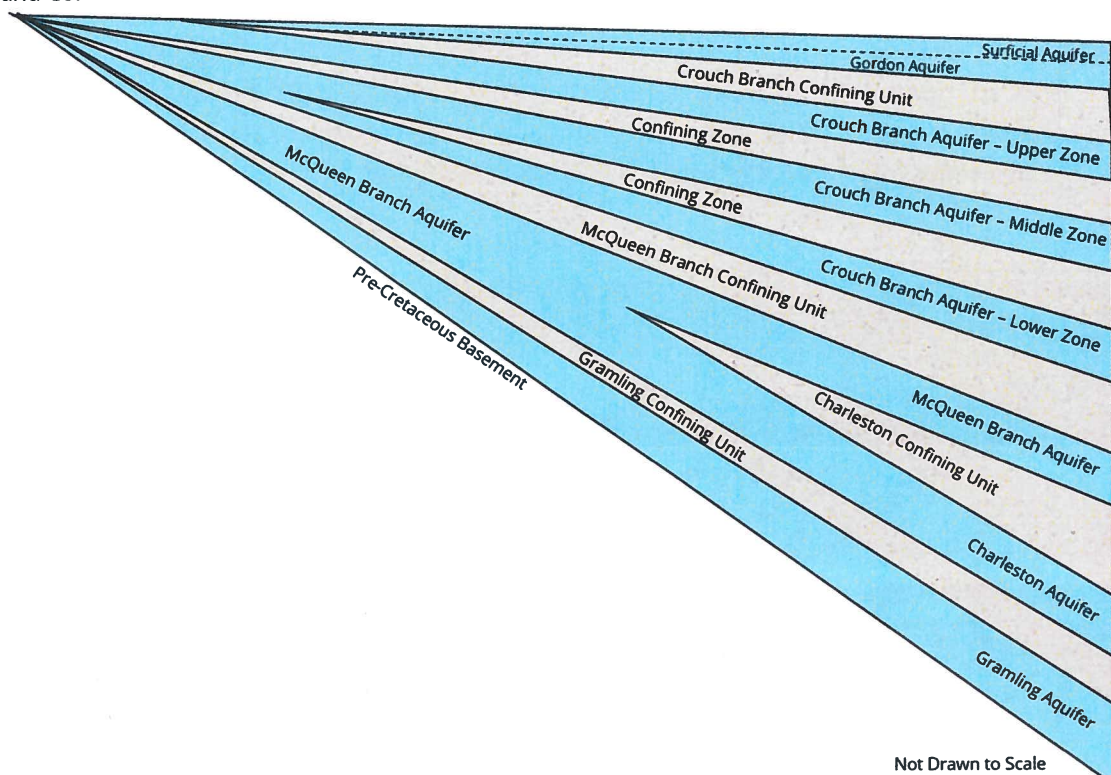 Surficial Aquifer
Gordon Aquifer
Crouch Branch Confining Unit
Crouch Branch Aquifer – Upper Zone
Confining Zone
Crouch Branch Aquifer – Middle Zone
Confining Zone
McQueen Branch Aquifer
McQueen Branch Confining Unit
Crouch Branch Aquifer – Lower Zone
Pre-Cretaceous Basement
Gramling Confining Unit
McQueen Branch Aquifer
Charleston Confining Unit
Charleston Aquifer
Gramling Aquifer
Not Drawn to Scale